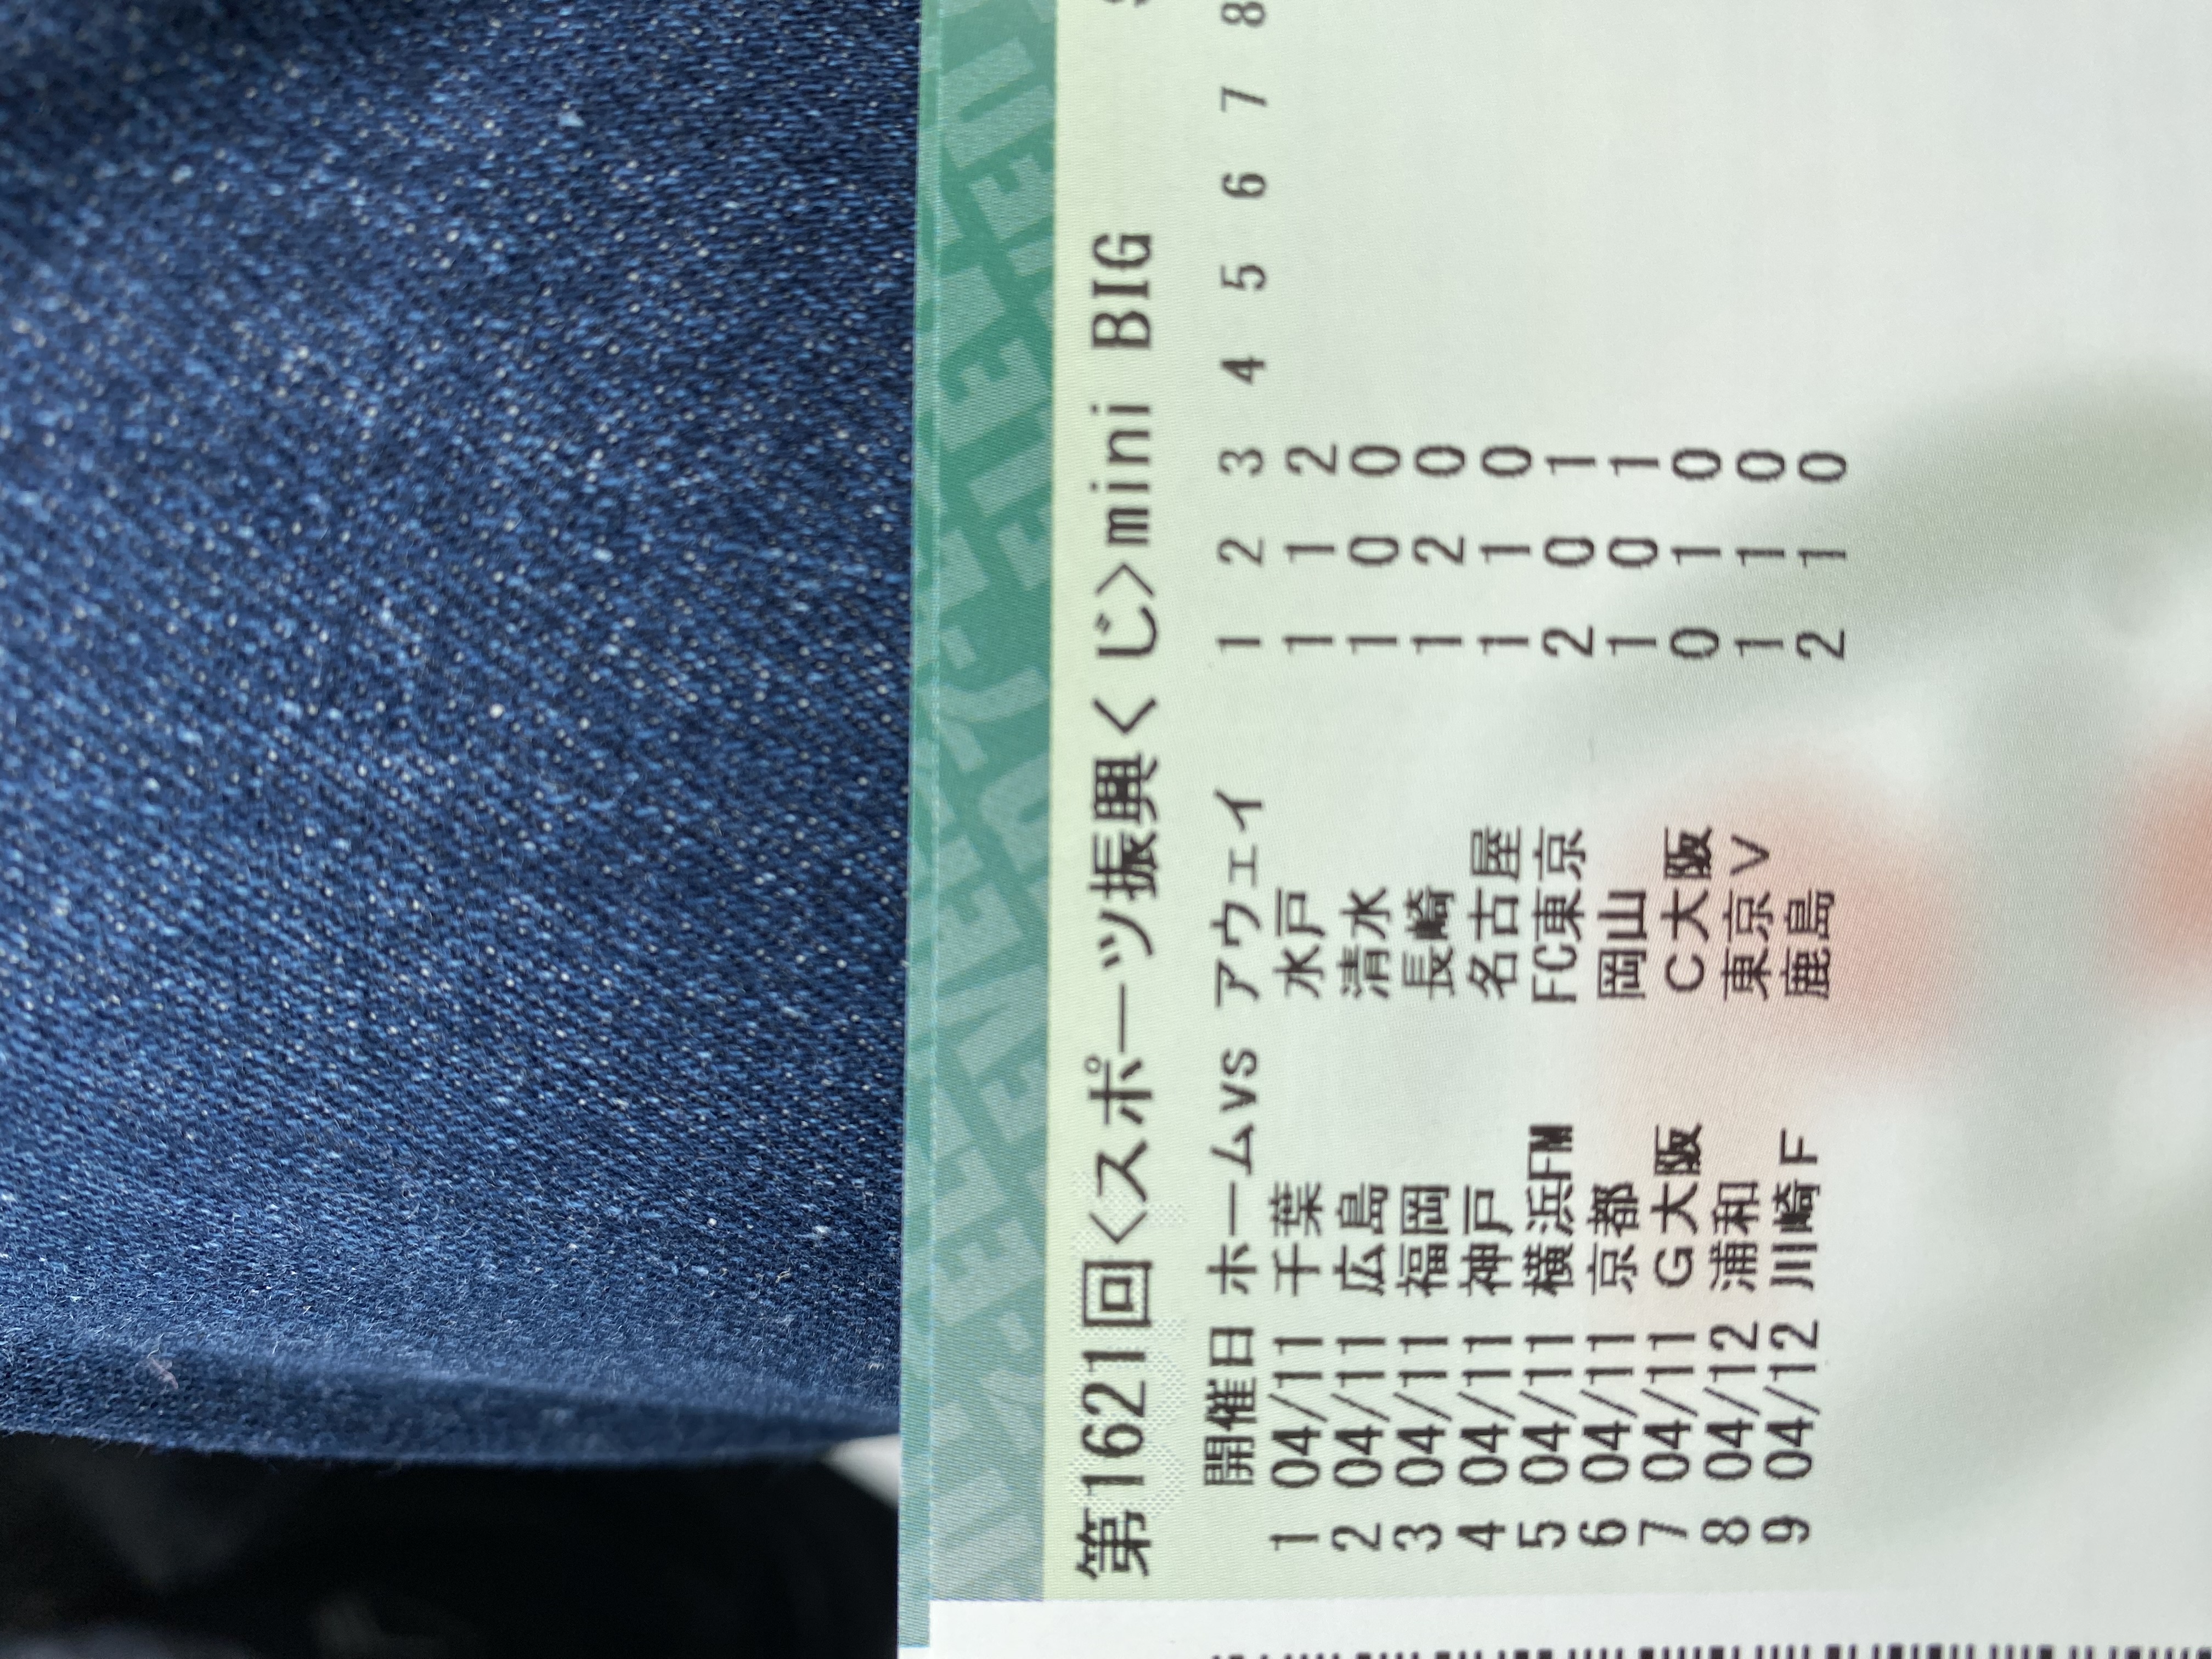 第1621回<スポーツ振興くじ>mini BIG
開催日 ホームvs アウェイ 1 2 3 4 5 6 7 8
1 04/11 千葉 水戸 1 1 2
2 04/11 広島 清水 1 0 0
3 04/11 福岡 長崎 1 2 0
4 04/11 神戸 名古屋 1 1 0
5 04/11 横浜FM FC東京 2 0 1
6 04/11 京都 岡山 1 0 1
7 04/11 G大阪 C大阪 0 1 0
8 04/12 浦和 東京V 1 1 0
9 04/12 川崎F 鹿島 2 1 0